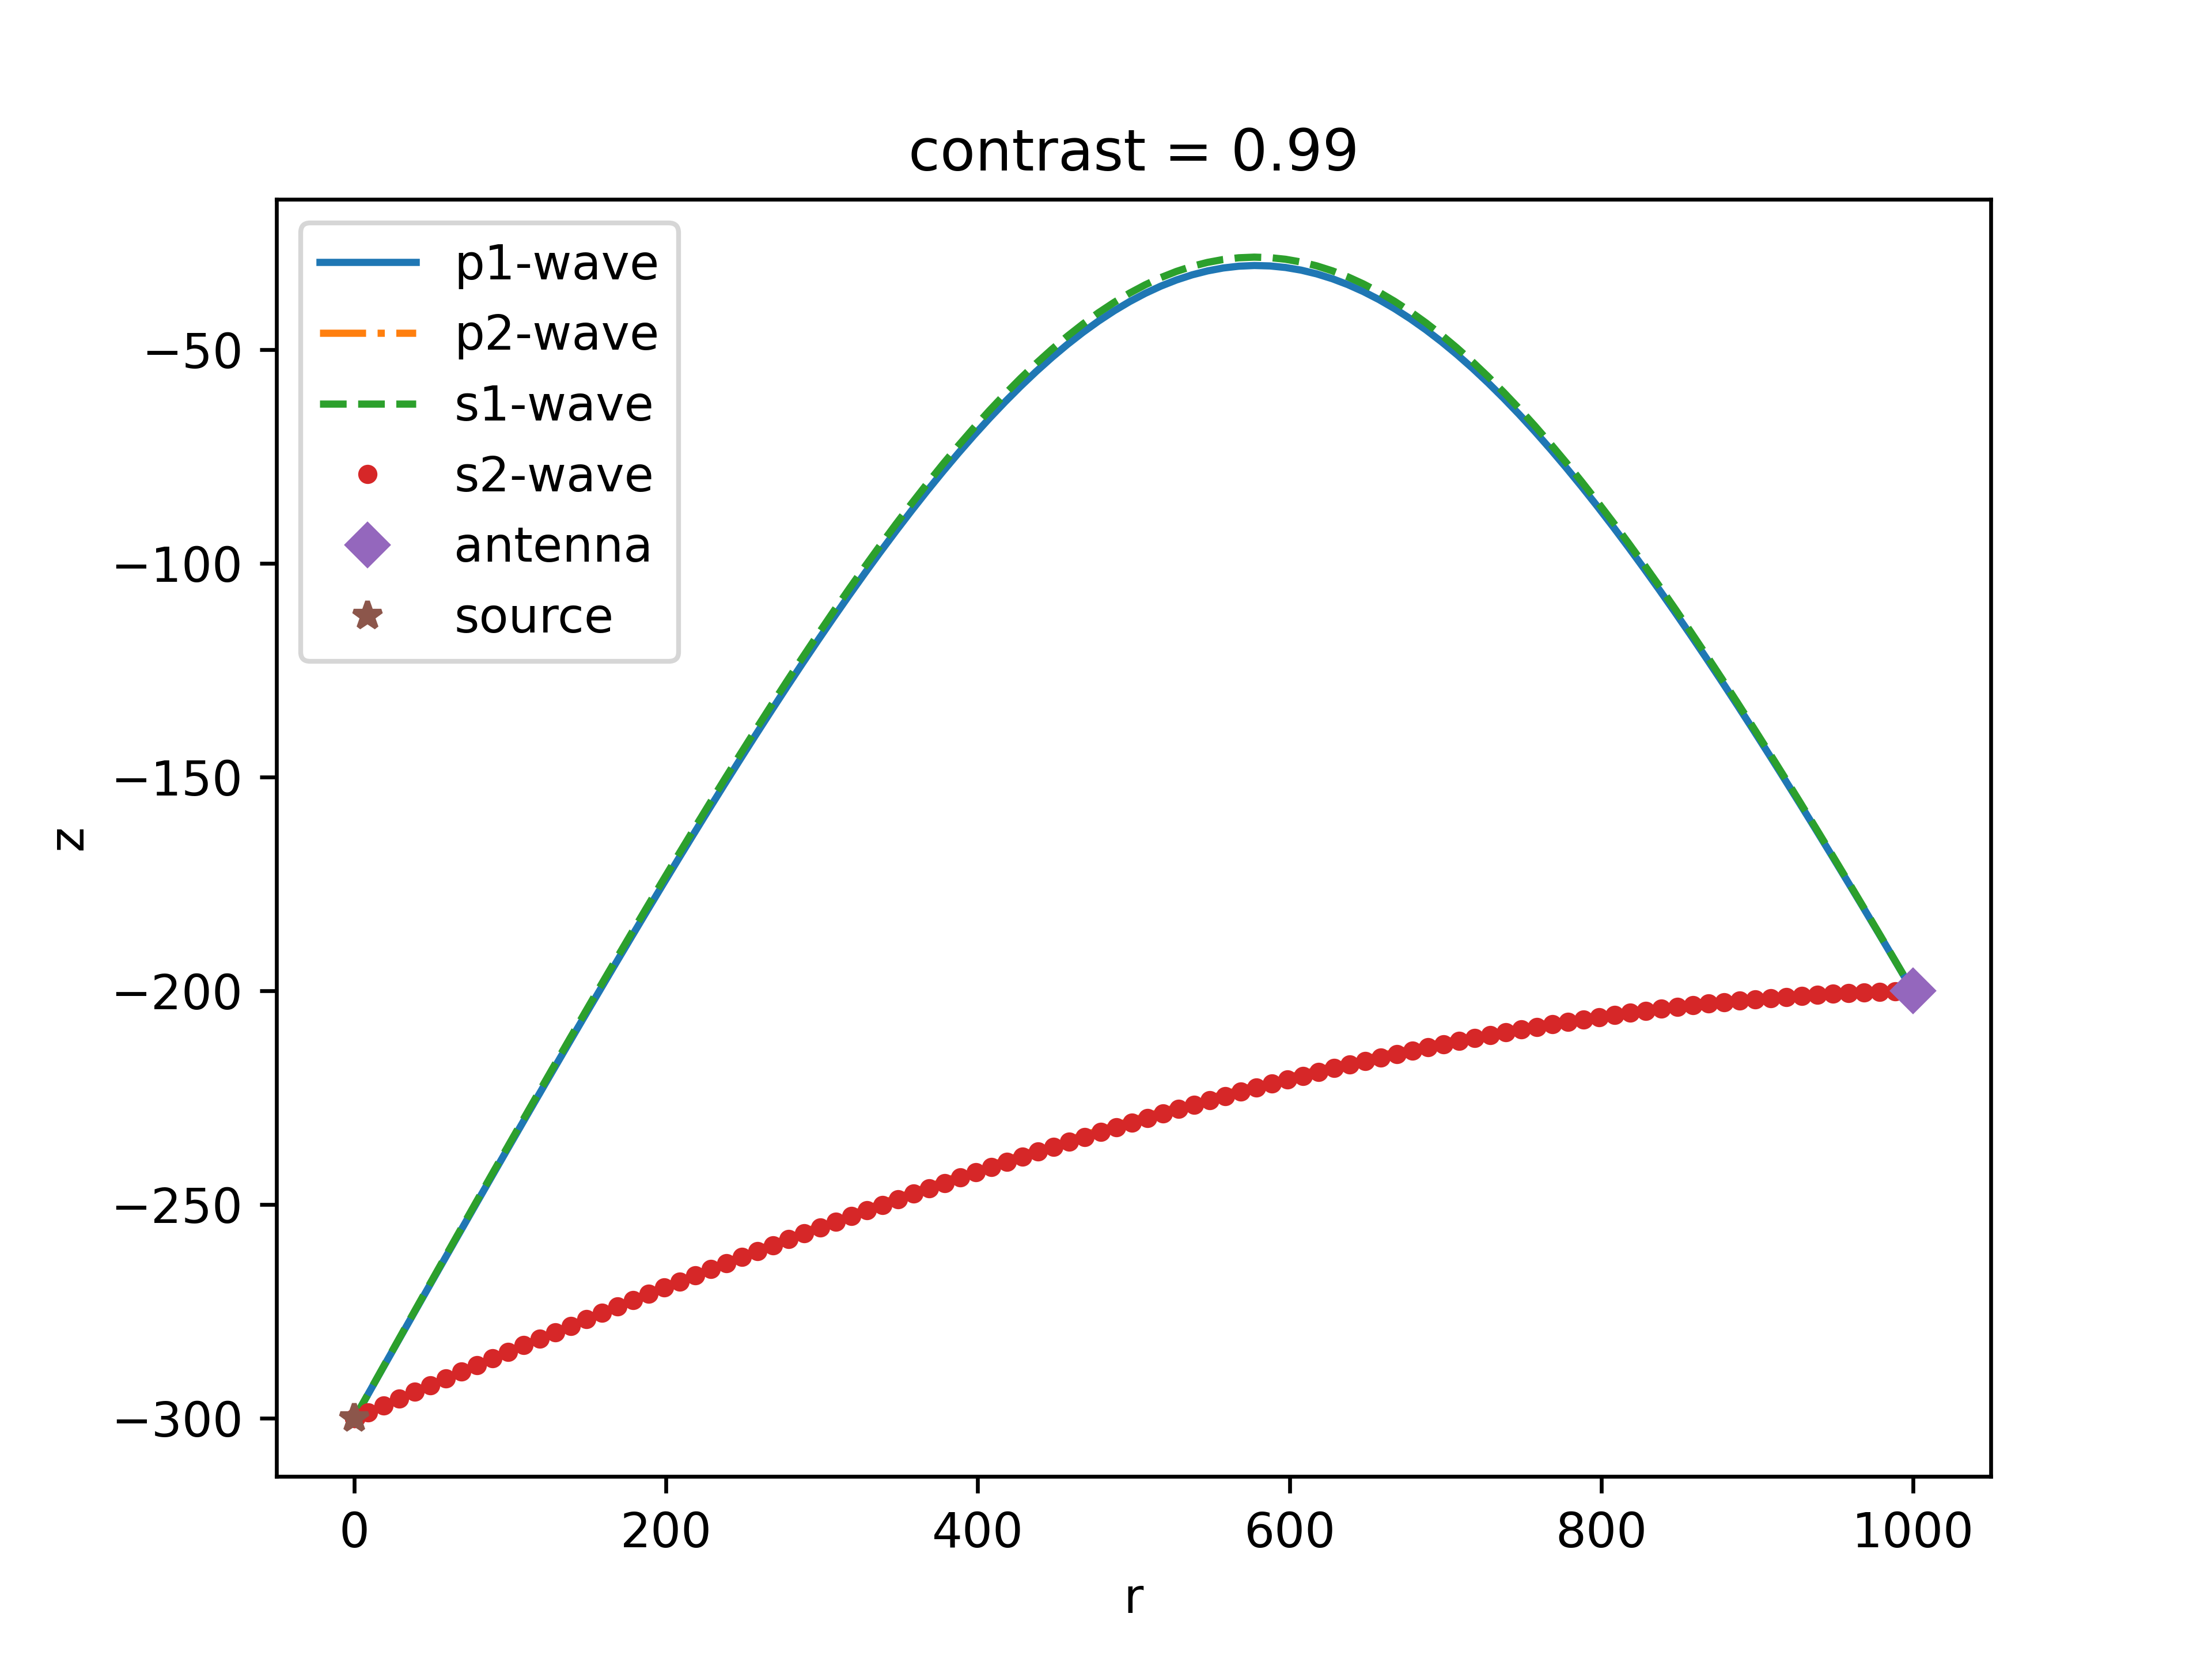 contrast = 0.99
p1-wave
p2-wave
s1-wave
s2-wave
antenna
source
−50
−100
−150
−200
−250
−300
z
0 200 400 600 800 1000
r